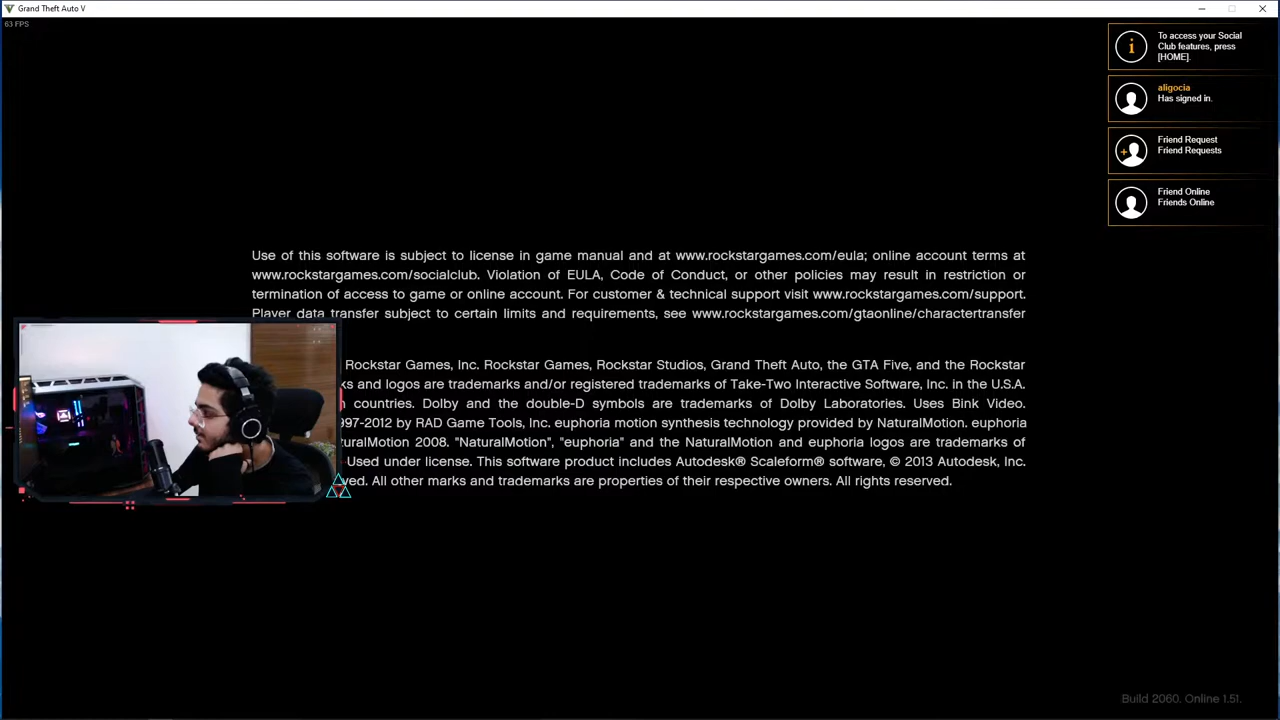 Grand Theft Auto V
63 FPS
To access your Social
Club features, press
[HOME].
aligocia
Has signed in.
Friend Request
Friend Requests
Friend Online
Friends Online
Use of this software is subject to license in game manual and at www.rockstargames.com/eula; online account terms at
www.rockstargames.com/socialclub. Violation of EULA, Code of Conduct, or other policies may result in restriction or
termination of access to game or online account. For customer & technical support visit www.rockstargames.com/support.
Player data transfer subject to certain limits and requirements, see www.rockstargames.com/gtaonline/charactertransfer
Rockstar Games, Inc. Rockstar Games, Rockstar Studios, Grand Theft Auto, the GTA Five, and the Rockstar
and logos are trademarks and/or registered trademarks of Take-Two Interactive Software, Inc. in the U.S.A.
countries. Dolby and the double-D symbols are trademarks of Dolby Laboratories. Uses Bink Video.
997-2012 by RAD Game Tools, Inc. euphoria motion synthesis technology provided by NaturalMotion. euphoria
uralMotion 2008. "NaturalMotion", "euphoria" and the NaturalMotion and euphoria logos are trademarks of
Used under license. This software product includes Autodesk® Scaleform® software, © 2013 Autodesk, Inc.
ved. All other marks and trademarks are properties of their respective owners. All rights reserved.
Build 2060. Online 1.51.